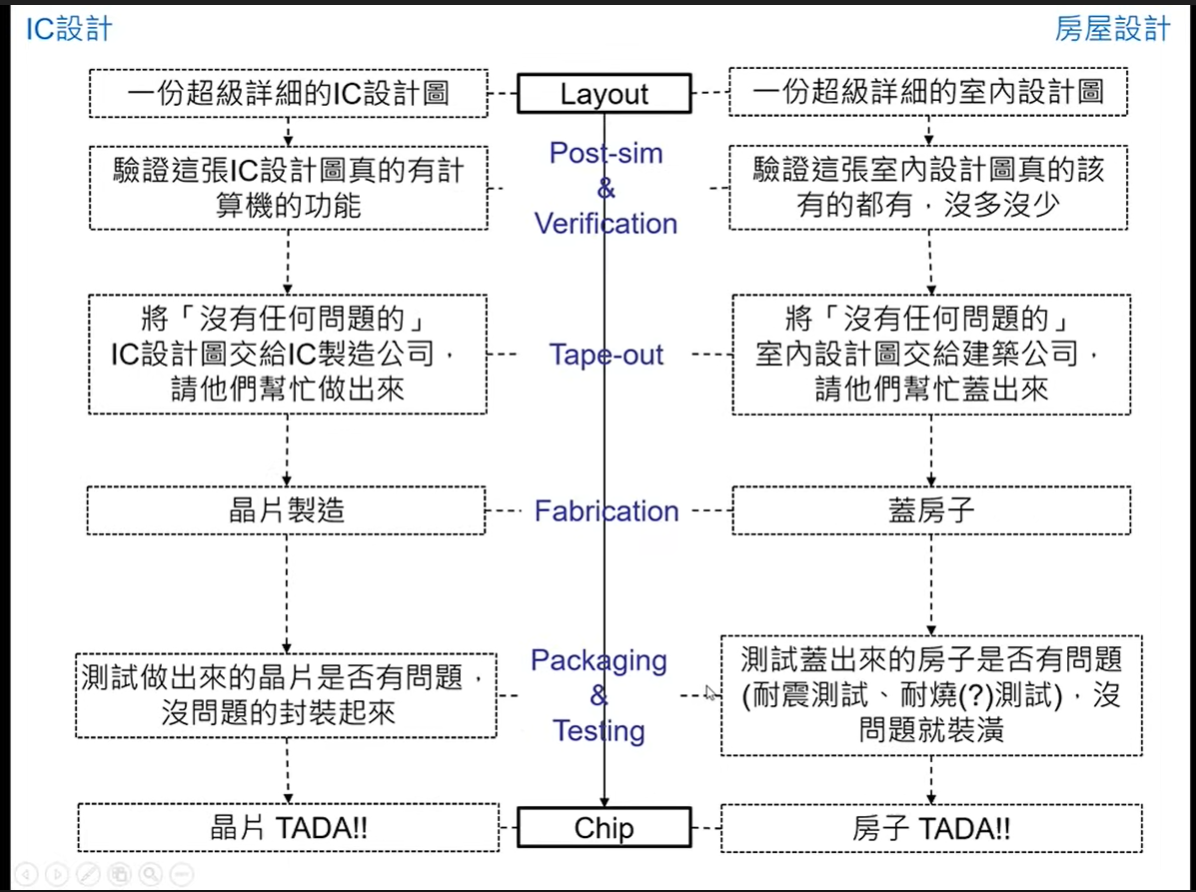 IC設計
房屋設計
一份超級詳細的IC設計圖
Layout
一份超級詳細的室內設計圖
驗證這張IC設計圖真的有計
算機的功能
Post-sim
&
Verification
驗證這張室內設計圖真的該
有的都有，沒多沒少
將「沒有任何問題的」
IC設計圖交給IC製造公司，
請他們幫忙做出來
Tape-out
將「沒有任何問題的」
室內設計圖交給建築公司，
請他們幫忙蓋出來
晶片製造
Fabrication
蓋房子
測試做出來的晶片是否有問題，
沒問題的封裝起來
Packaging
&
Testing
測試蓋出來的房子是否有問題
(耐震測試、耐燒(?)測試)，沒
問題就裝潢
晶片 TADA!!
Chip
房子 TADA!!